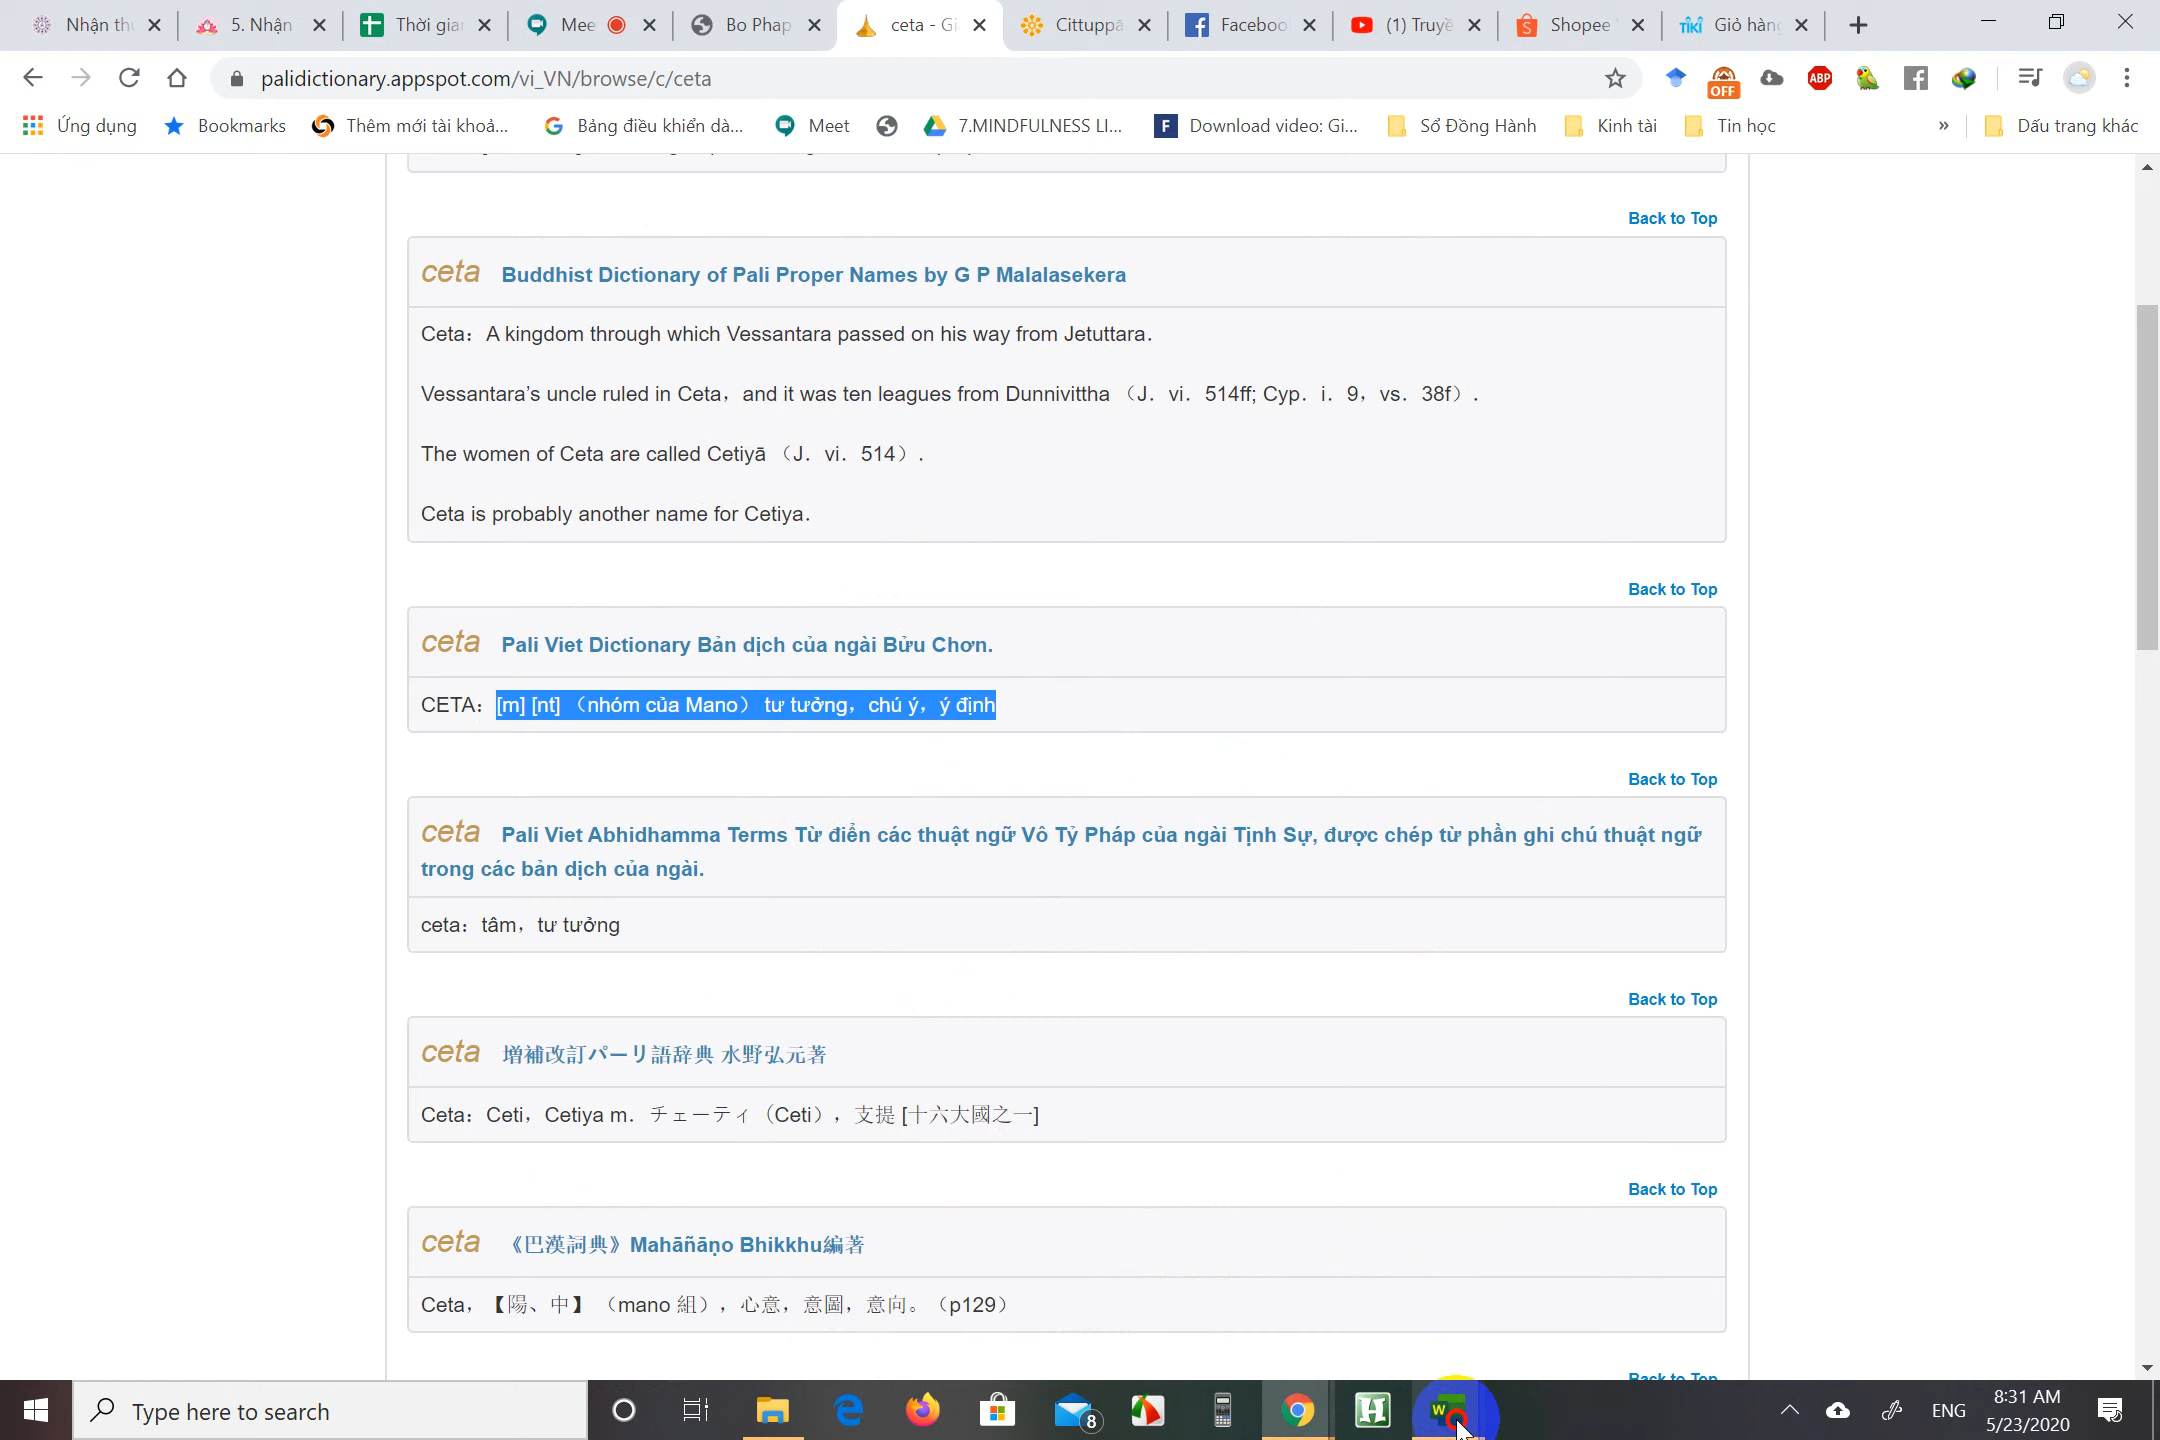 Nhận th
5. Nhận
Thời gia
Mee
Bo Phap
ceta - Gi
Cittuppā
Faceboo
(1) Truyề
Shopee
TIKI Giỏ hàn
palidictionary.appspot.com/vi_VN/browse/c/ceta
OFF
ABP
Ứng dụng
Bookmarks
Thêm mới tài khoả...
Bảng điều khiển dà...
Meet
7.MINDFULNESS LI...
Download video: Gi...
Sổ Đồng Hành
Kinh tài
Tin học
»
Dấu trang khác
Back to Top
ceta Buddhist Dictionary of Pali Proper Names by G P Malalasekera
Ceta：A kingdom through which Vessantara passed on his way from Jetuttara．
Vessantara’s uncle ruled in Ceta，and it was ten leagues from Dunnivittha （J． vi． 514ff; Cyp． i． 9，vs． 38f）．
The women of Ceta are called Cetiyā （J． vi． 514）．
Ceta is probably another name for Cetiya．
Back to Top
ceta Pali Viet Dictionary Bản dịch của ngài Bửu Chơn.
CETA：[m] [nt] （nhóm của Mano） tư tưởng，chú ý，ý định
Back to Top
ceta Pali Viet Abhidhamma Terms Từ điển các thuật ngữ Vô Tỷ Pháp của ngài Tịnh Sự, được chép từ phần ghi chú thuật ngữ
trong các bản dịch của ngài.
ceta：tâm，tư tưởng
Back to Top
ceta 増補改訂パーリ語辞典 水野弘元著
Ceta：Ceti，Cetiya m．チェーティ（Ceti），支提 [十六大國之一]
Back to Top
ceta 《巴漢詞典》Mahāñāṇo Bhikkhu編著
Ceta，【陽、中】（mano 組），心意，意圖，意向。（p129）
Back to Top
Type here to search
8
ENG
8:31 AM
5/23/2020